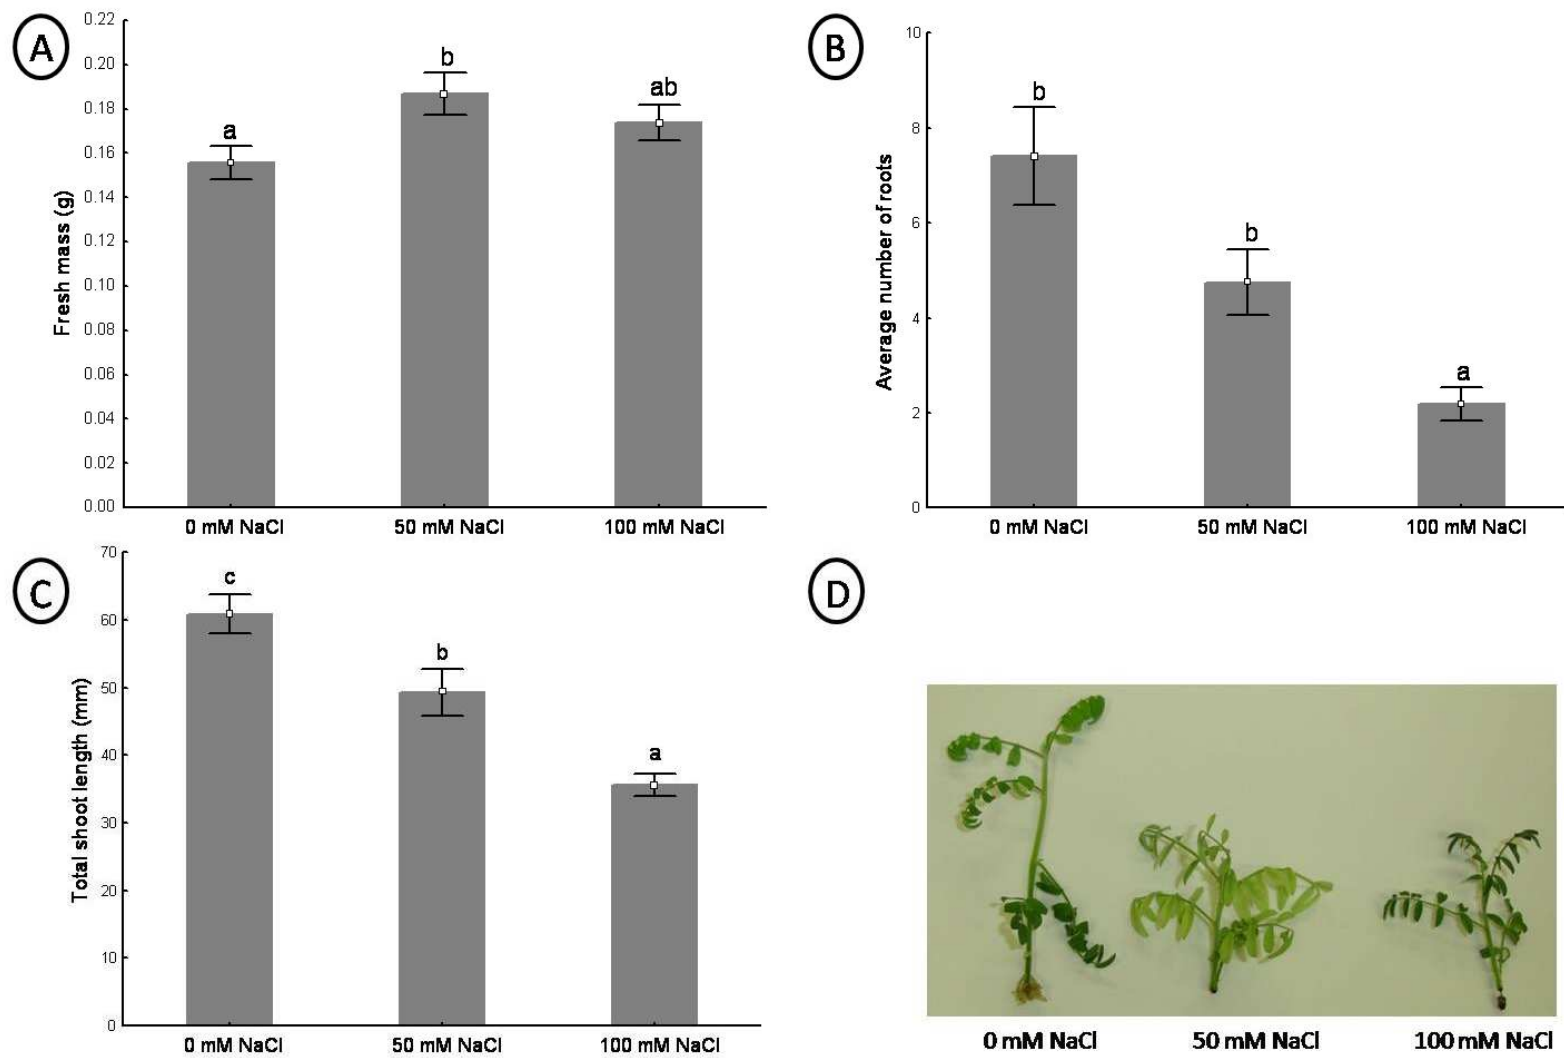 A
Fresh mass (g)
0.22
0.20
0.18
0.16
0.14
0.12
0.10
0.08
0.06
0.04
0.02
0.00
a
b
ab
0 mM NaCl
50 mM NaCl
100 mM NaCl
B
Average number of roots
10
8
6
4
2
0
b
b
a
0 mM NaCl
50 mM NaCl
100 mM NaCl
C
Total shoot length (mm)
70
60
50
40
30
20
10
0
c
b
a
0 mM NaCl
50 mM NaCl
100 mM NaCl
D
0 mM NaCl
50 mM NaCl
100 mM NaCl